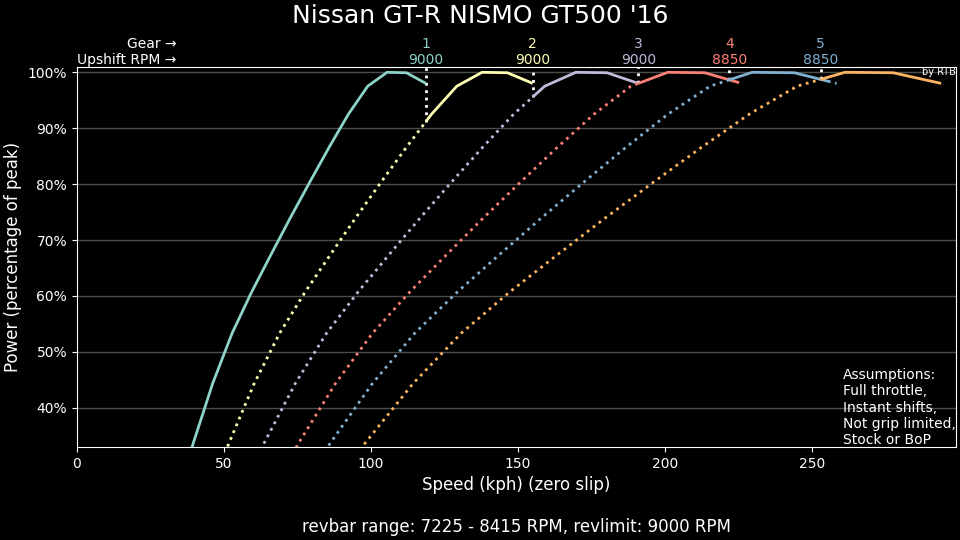 Nissan GT-R NISMO GT500 '16
Gear → 1 2 3 4 5
Upshift RPM → 9000 9000 9000 8850 8850
by RTB
100%
90%
80%
70%
60%
50%
40%
Power (percentage of peak)
Assumptions:
Full throttle,
Instant shifts,
Not grip limited,
Stock or BoP
0 50 100 150 200 250
Speed (kph) (zero slip)
revbar range: 7225 - 8415 RPM, revlimit: 9000 RPM